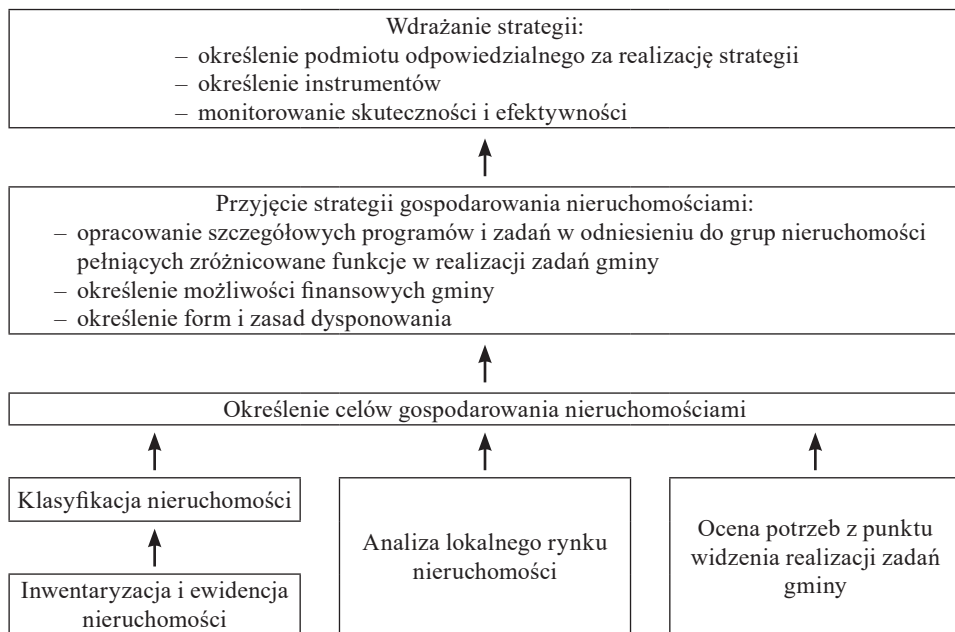 Wdrażanie strategii:
– określenie podmiotu odpowiedzialnego za realizację strategii
– określenie instrumentów
– monitorowanie skuteczności i efektywności
Przyjęcie strategii gospodarowania nieruchomościami:
– opracowanie szczegółowych programów i zadań w odniesieniu do grup nieruchomości
pełniących zróżnicowane funkcje w realizacji zadań gminy
– określenie możliwości finansowych gminy
– określenie form i zasad dysponowania
Określenie celów gospodarowania nieruchomościami
Klasyfikacja nieruchomości
Inwentaryzacja i ewidencja
nieruchomości
Analiza lokalnego rynku
nieruchomości
Ocena potrzeb z punktu
widzenia realizacji zadań
gminy